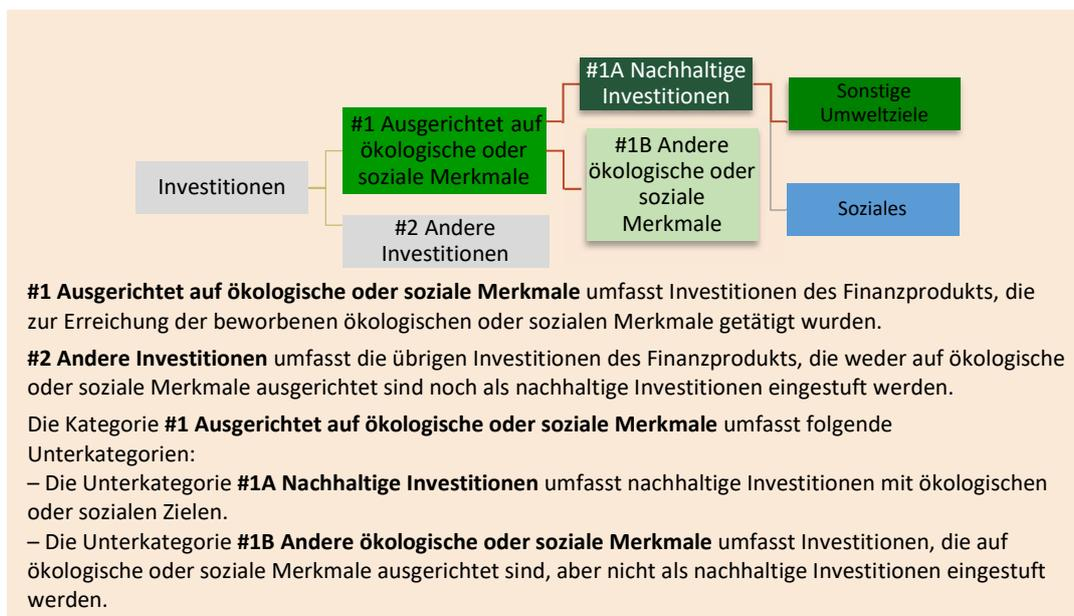 #1A Nachhaltige
Investitionen
Sonstige
Umweltziele
#1 Ausgerichtet auf
ökologische oder
soziale Merkmale
#1B Andere
ökologische oder
soziale
Merkmale
Investitionen
Soziales
#2 Andere
Investitionen
#1 Ausgerichtet auf ökologische oder soziale Merkmale umfasst Investitionen des Finanzprodukts, die
zur Erreichung der beworbenen ökologischen oder sozialen Merkmale getätigt wurden.
#2 Andere Investitionen umfasst die übrigen Investitionen des Finanzprodukts, die weder auf ökologische
oder soziale Merkmale ausgerichtet sind noch als nachhaltige Investitionen eingestuft werden.
Die Kategorie #1 Ausgerichtet auf ökologische oder soziale Merkmale umfasst folgende
Unterkategorien:
– Die Unterkategorie #1A Nachhaltige Investitionen umfasst nachhaltige Investitionen mit ökologischen
oder sozialen Zielen.
– Die Unterkategorie #1B Andere ökologische oder soziale Merkmale umfasst Investitionen, die auf
ökologische oder soziale Merkmale ausgerichtet sind, aber nicht als nachhaltige Investitionen eingestuft
werden.